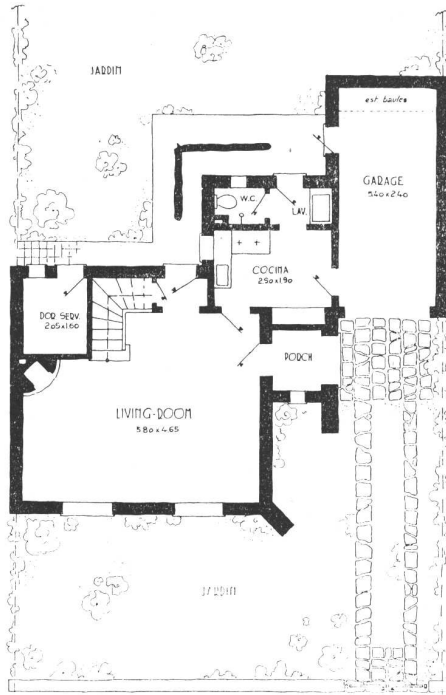 JARDIN
est. baules
GARAGE
5.40 x 2.40
W.C.
LAV.
COCINA
2.50 x 1.90
DOR SERV.
2.05 x 1.60
PORCH
LIVING-ROOM
5.80 x 4.65
JARDIN